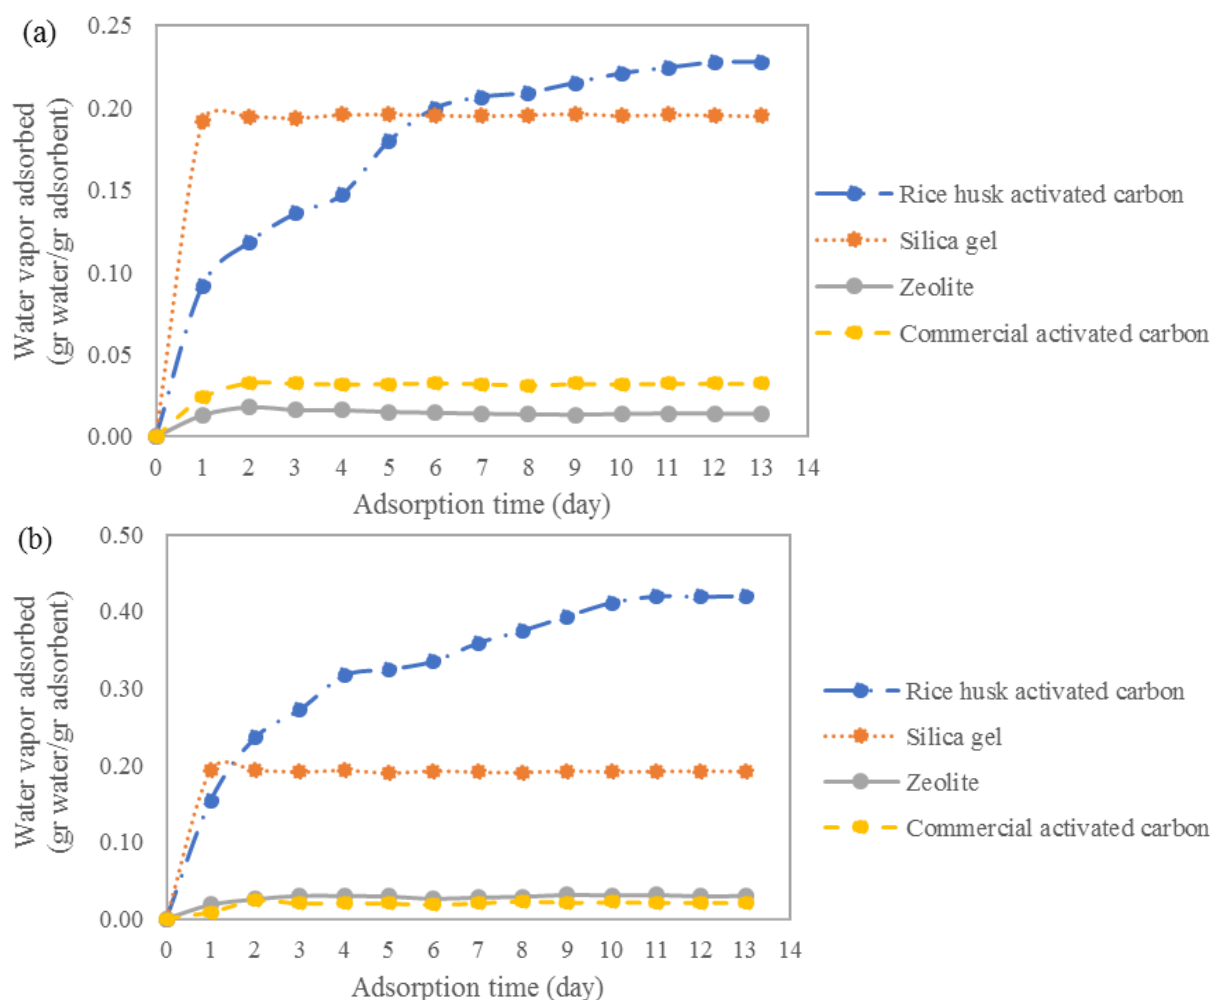 (a)
Water vapor adsorbed
(gr water/gr adsorbent)
0.25
0.20
0.15
0.10
0.05
0.00
0 1 2 3 4 5 6 7 8 9 10 11 12 13 14
Adsorption time (day)
Rice husk activated carbon
Silica gel
Zeolite
Commercial activated carbon
(b)
Water vapor adsorbed
(gr water/gr adsorbent)
0.50
0.40
0.30
0.20
0.10
0.00
0 1 2 3 4 5 6 7 8 9 10 11 12 13 14
Adsorption time (day)
Rice husk activated carbon
Silica gel
Zeolite
Commercial activated carbon